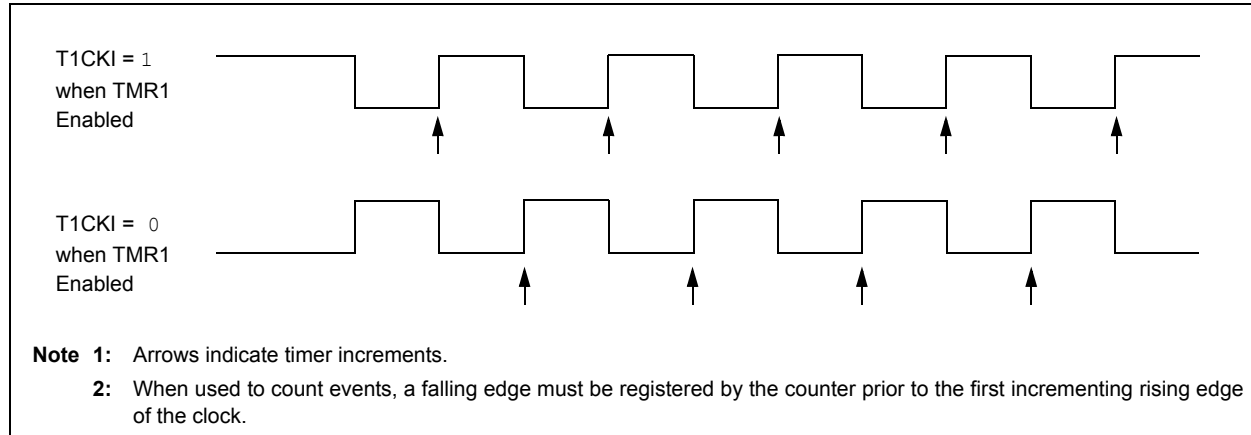 T1CKI = 1
when TMR1
Enabled
T1CKI = 0
when TMR1
Enabled
Note 1: Arrows indicate timer increments.
2: When used to count events, a falling edge must be registered by the counter prior to the first incrementing rising edge
of the clock.